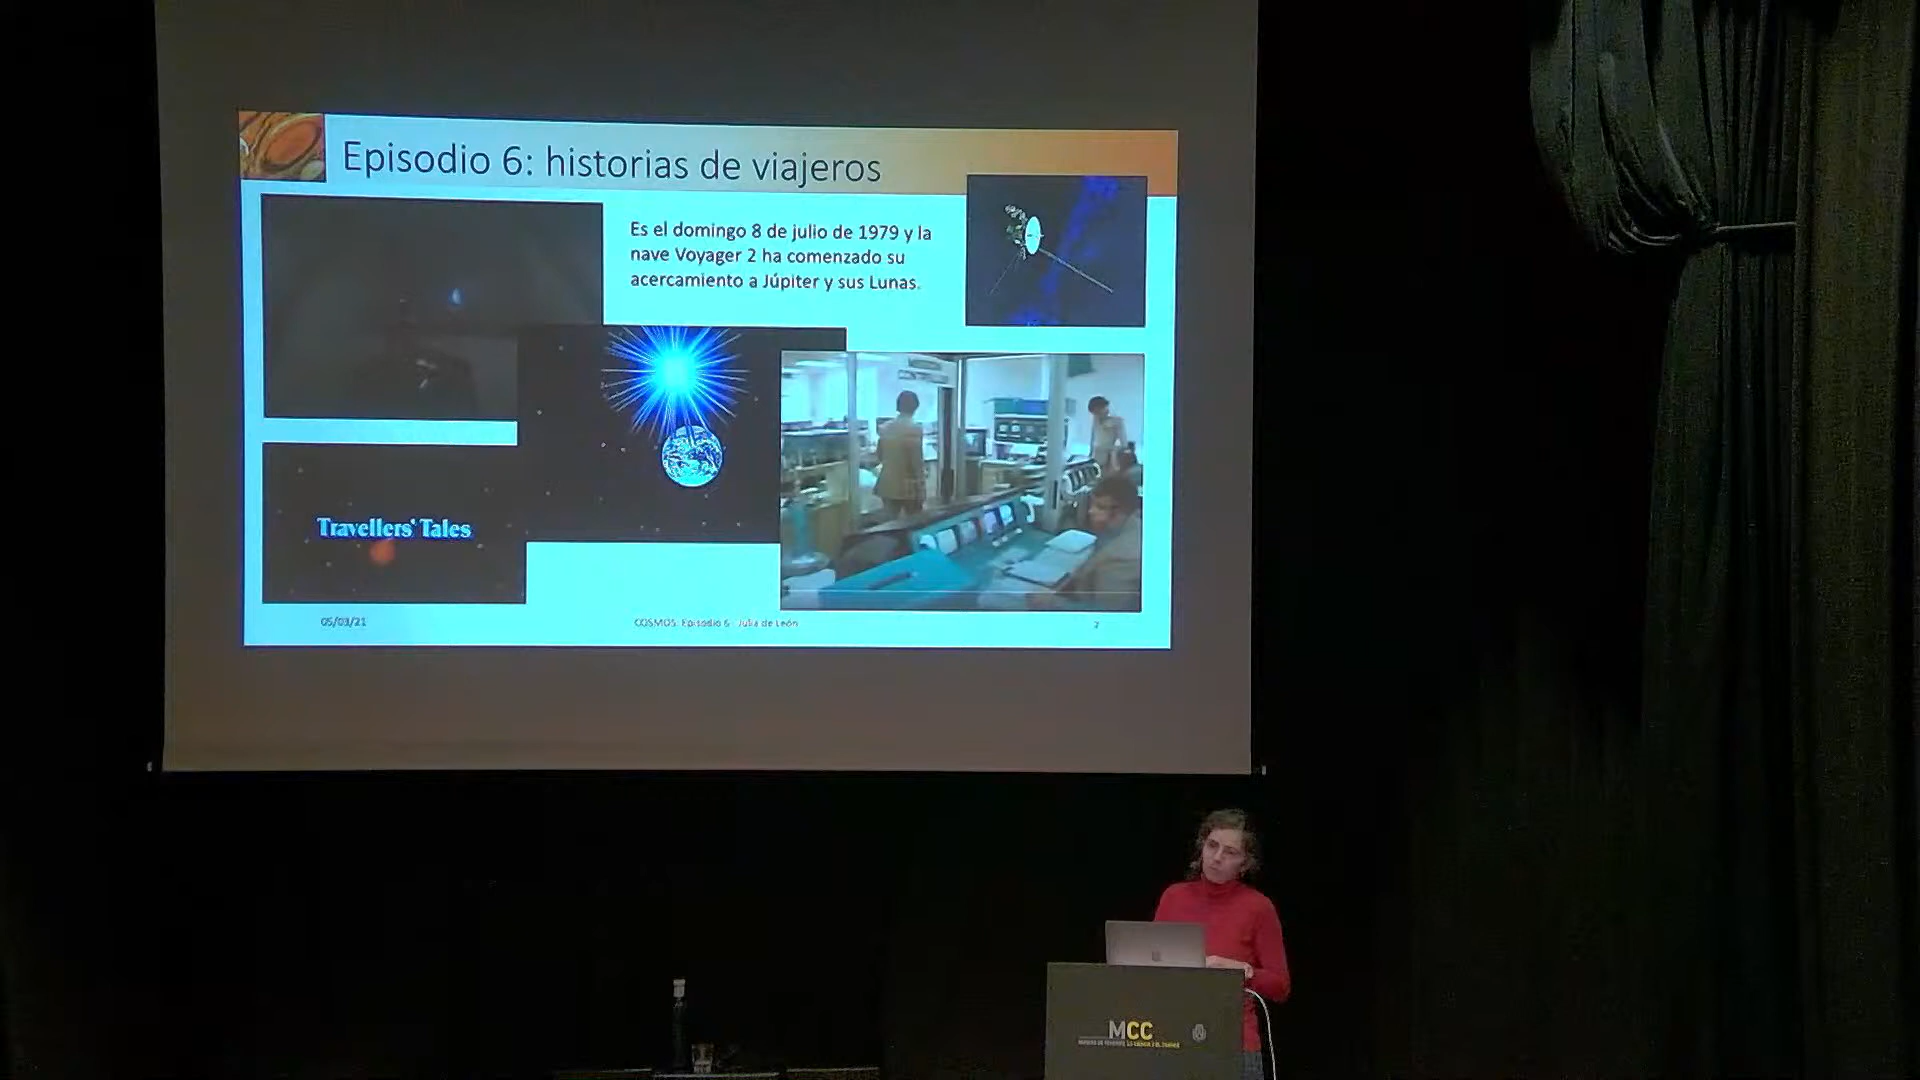 Episodio 6: historias de viajeros
Es el domingo 8 de julio de 1979 y la
nave Voyager 2 ha comenzado su
acercamiento a Júpiter y sus Lunas.
Travellers' Tales
05/03/21
COSMOS: Episodio 6 Julia de León
2
MCC